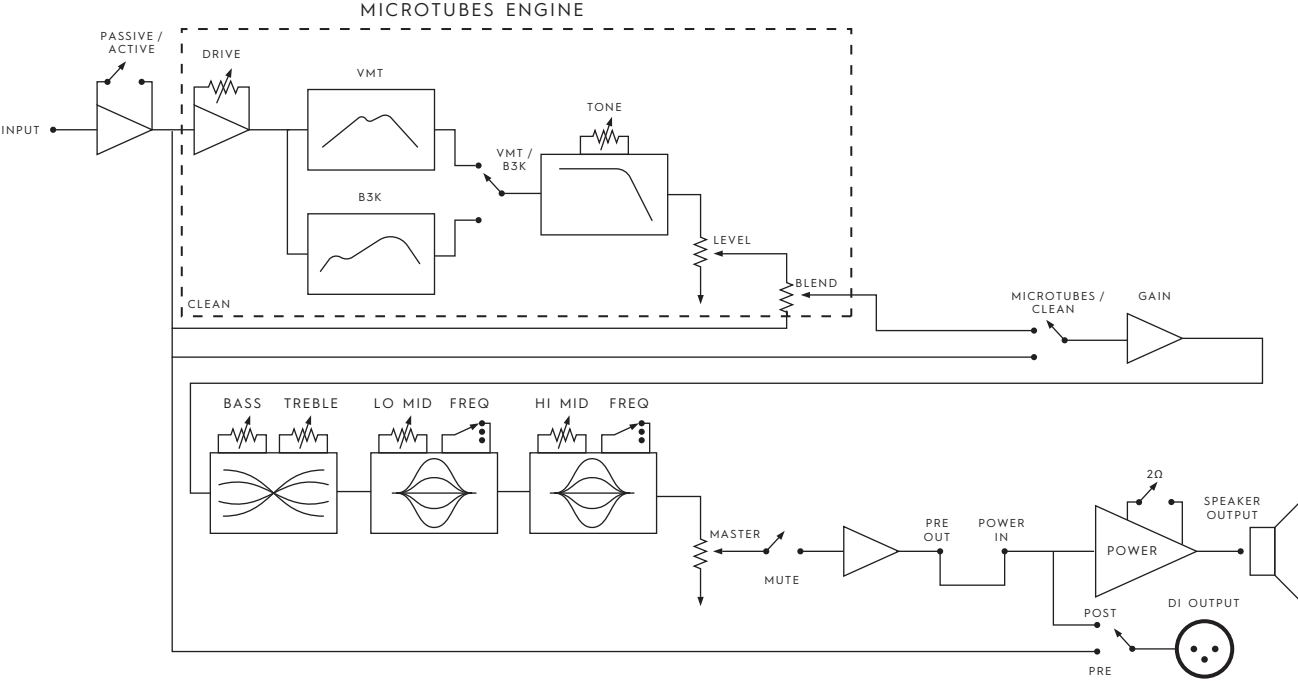 MICROTUBES ENGINE
PASSIVE /
ACTIVE
DRIVE
VMT
TONE
INPUT
VMT /
B3K
B3K
LEVEL
BLEND
CLEAN
MICROTUBES /
CLEAN
GAIN
BASS
TREBLE
LO MID
FREQ
HI MID
FREQ
2Ω
SPEAKER
OUTPUT
MASTER
MUTE
PRE
OUT
POWER
IN
POWER
POST
DI OUTPUT
PRE